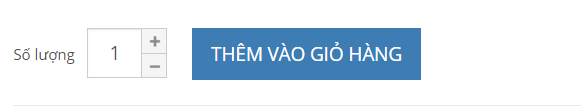 Số lượng 1 + − THÊM VÀO GIỎ HÀNG